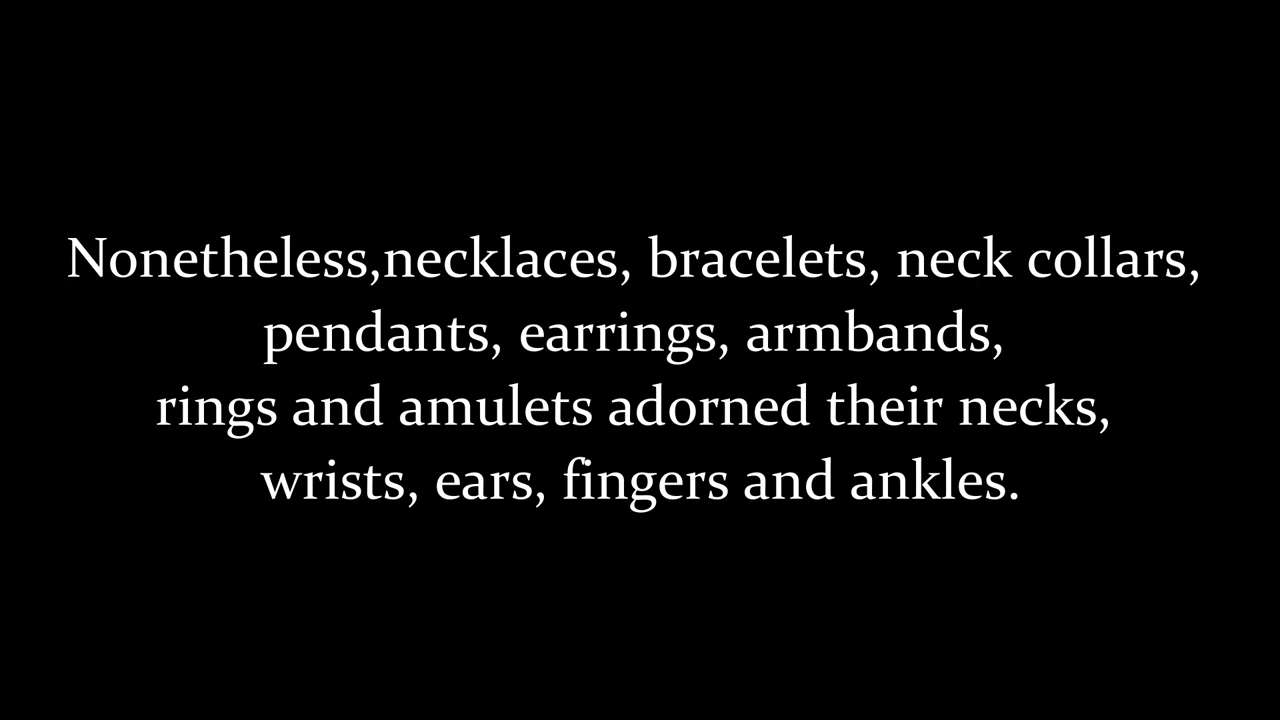 Nonetheless,necklaces, bracelets, neck collars,
pendants, earrings, armbands,
rings and amulets adorned their necks,
wrists, ears, fingers and ankles.